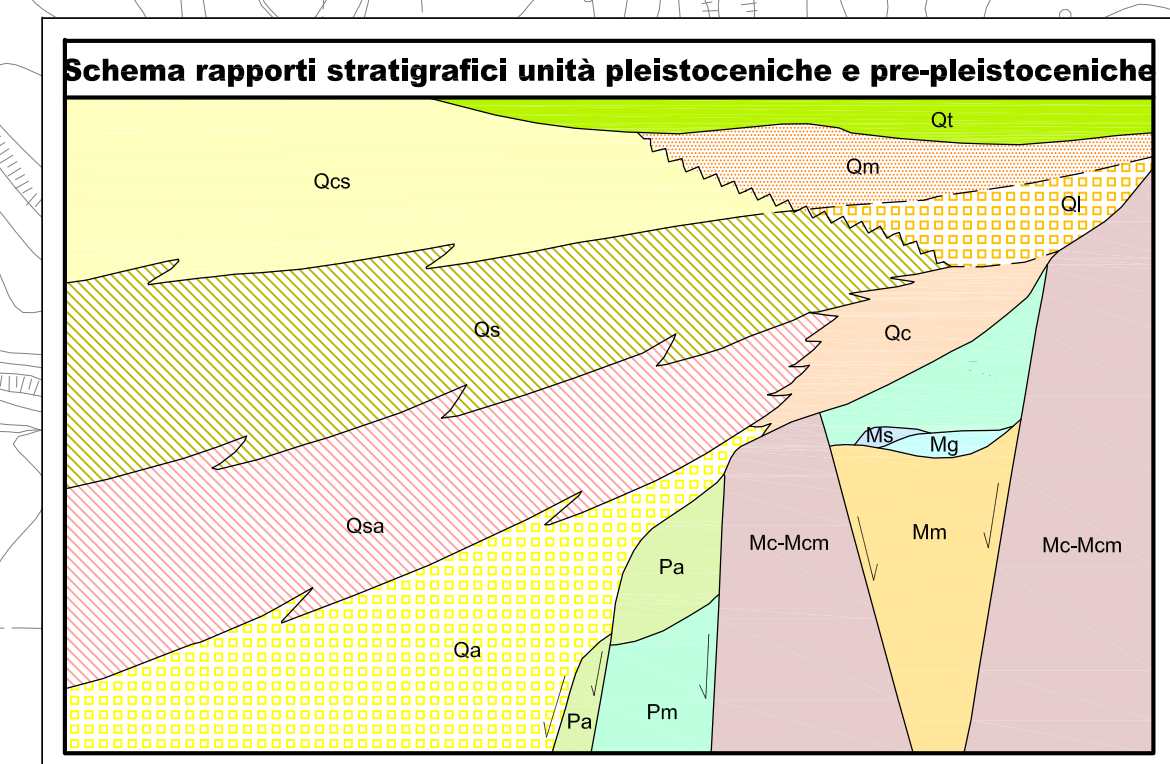 Schema rapporti stratigrafici unità pleistoceniche e pre-pleistoceniche
Qt
Qm
Qcs
Ql
Qs
Qc
Ms
Mg
Qsa
Mm
Mc-Mcm
Mc-Mcm
Pa
Qa
Pm
Pa